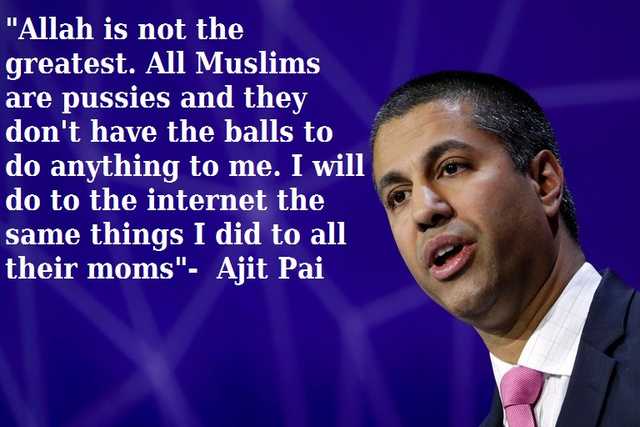 "Allah is not the
greatest. All Muslims
are pussies and they
don't have the balls to
do anything to me. I will
do to the internet the
same things I did to all
their moms"-  Ajit Pai